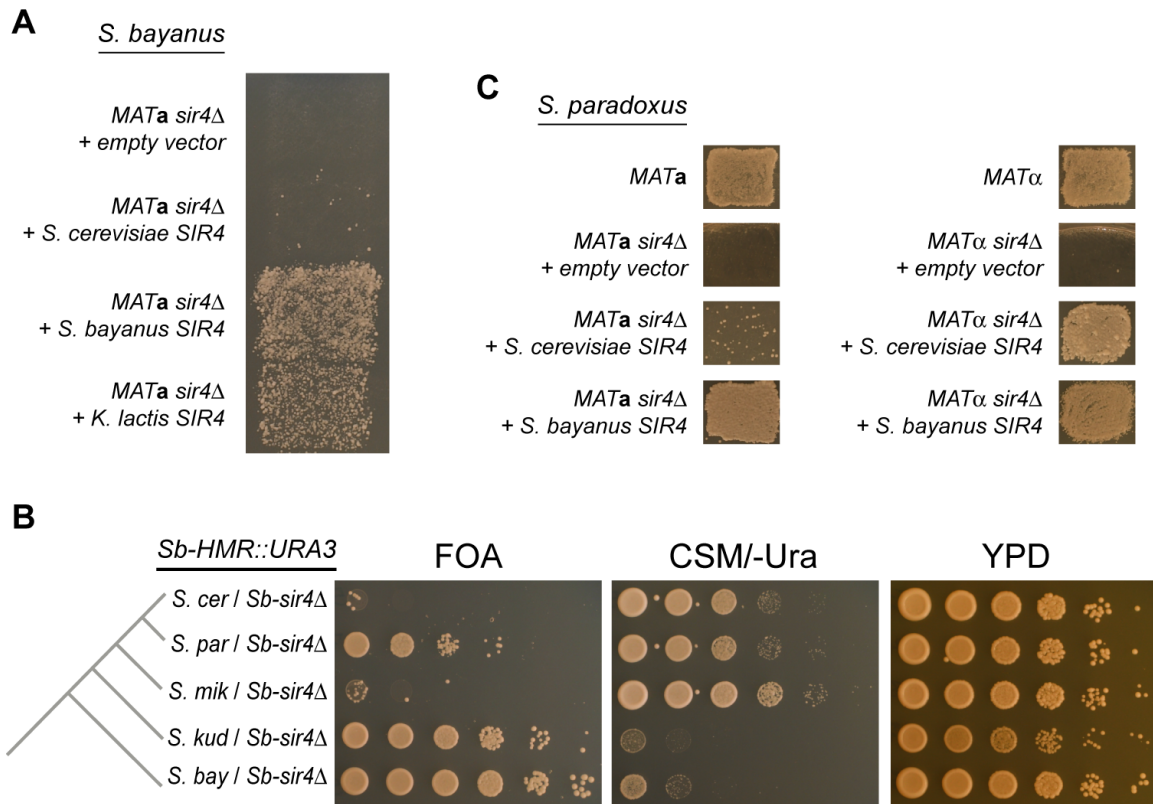 A
S. bayanus
MATa sir4Δ
+ empty vector
MATa sir4Δ
+ S. cerevisiae SIR4
MATa sir4Δ
+ S. bayanus SIR4
MATa sir4Δ
+ K. lactis SIR4
C
S. paradoxus
MATa
MATa sir4Δ
+ empty vector
MATa sir4Δ
+ S. cerevisiae SIR4
MATa sir4Δ
+ S. bayanus SIR4
MATα
MATα sir4Δ
+ empty vector
MATα sir4Δ
+ S. cerevisiae SIR4
MATα sir4Δ
+ S. bayanus SIR4
B
Sb-HMR::URA3
FOA
CSM/-Ura
YPD
S. cer / Sb-sir4Δ
S. par / Sb-sir4Δ
S. mik / Sb-sir4Δ
S. kud / Sb-sir4Δ
S. bay / Sb-sir4Δ